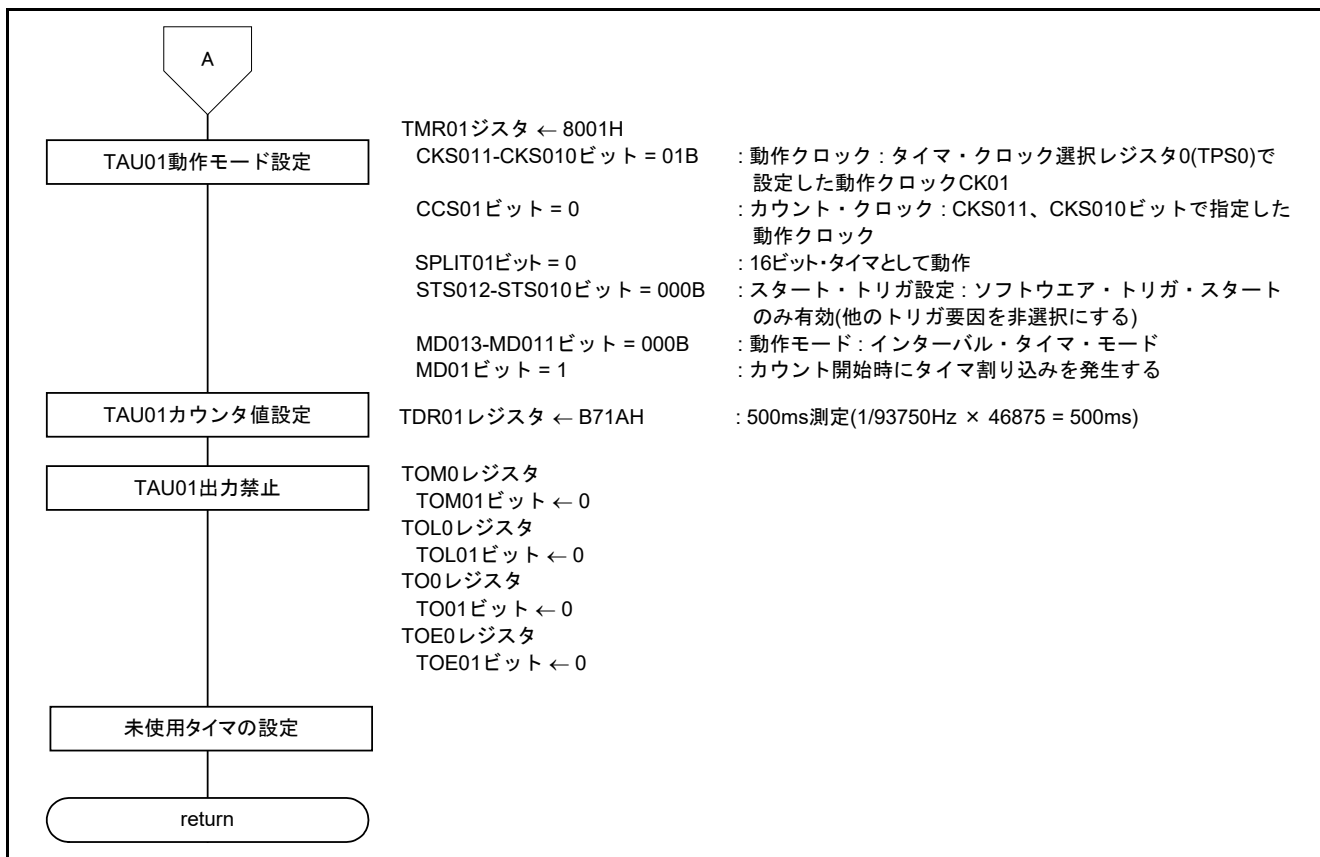 A
TAU01動作モード設定
TMR01ジスタ ← 8001H
CKS011-CKS010ビット = 01B : 動作クロック : タイマ・クロック選択レジスタ0(TPS0)で
設定した動作クロックCK01
CCS01ビット = 0 : カウント・クロック : CKS011、CKS010ビットで指定した
動作クロック
SPLIT01ビット = 0 : 16ビット・タイマとして動作
STS012-STS010ビット = 000B : スタート・トリガ設定 : ソフトウエア・トリガ・スタート
のみ有効(他のトリガ要因を非選択にする)
MD013-MD011ビット = 000B : 動作モード : インターバル・タイマ・モード
MD01ビット = 1 : カウント開始時にタイマ割り込みを発生する
TAU01カウンタ値設定
TDR01レジスタ ← B71AH : 500ms測定(1/93750Hz × 46875 = 500ms)
TAU01出力禁止
TOM0レジスタ
TOM01ビット ← 0
TOL0レジスタ
TOL01ビット ← 0
TO0レジスタ
TO01ビット ← 0
TOE0レジスタ
TOE01ビット ← 0
未使用タイマの設定
return